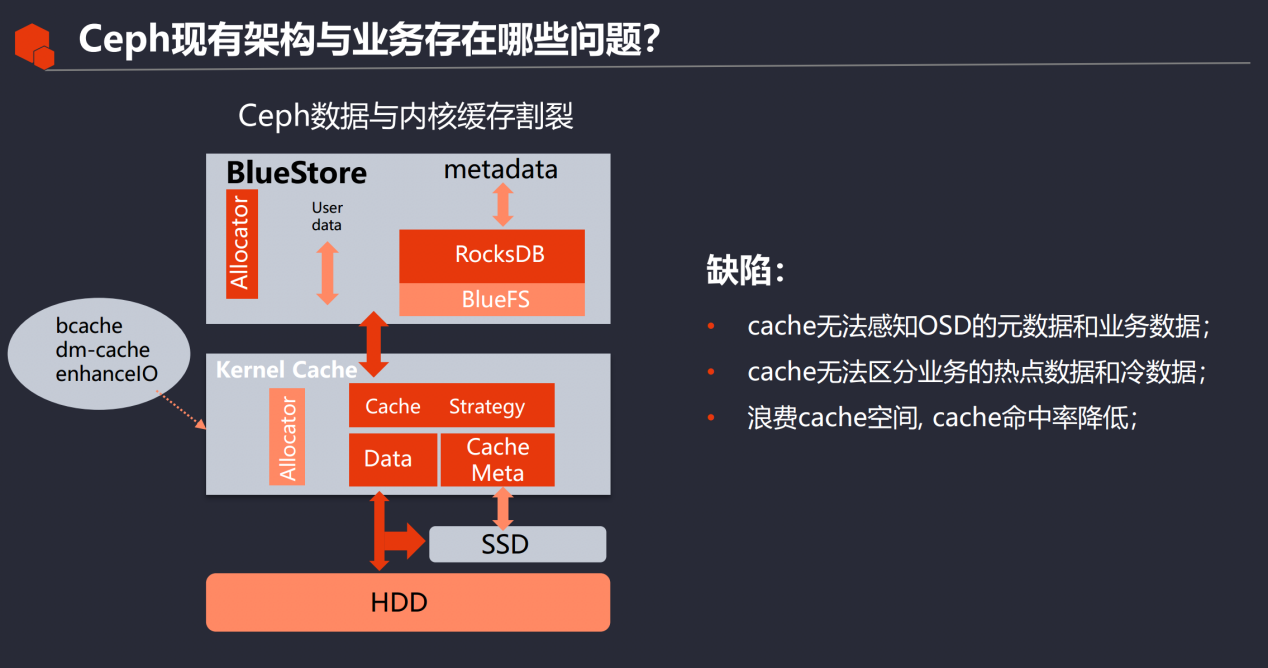 Ceph现有架构与业务存在哪些问题？
Ceph数据与内核缓存割裂
BlueStore
metadata
Allocator
User
data
RocksDB
BlueFS
bcache
dm-cache
enhanceIO
Kernel Cache
Allocator
Cache Strategy
Data
Cache
Meta
SSD
HDD
缺陷：
• cache无法感知OSD的元数据和业务数据；
• cache无法区分业务的热点数据和冷数据；
• 浪费cache空间, cache命中率降低；